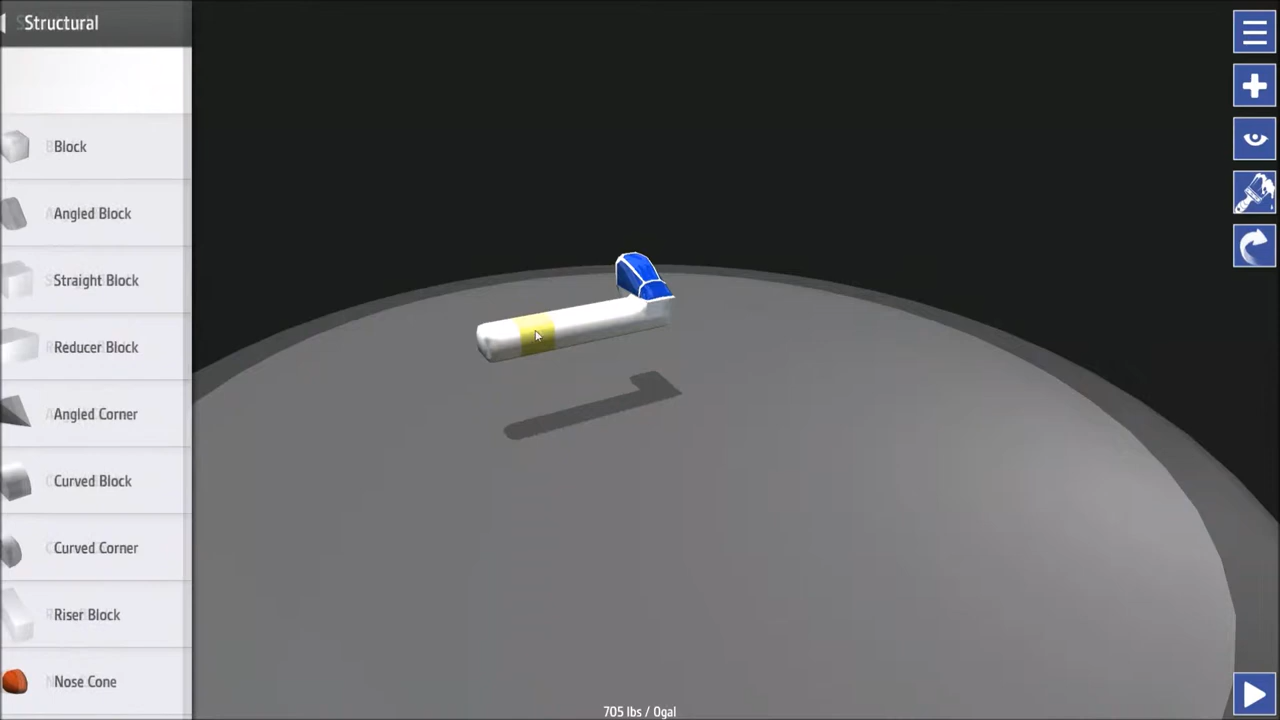 Structural
Block
Angled Block
Straight Block
Reducer Block
Angled Corner
Curved Block
Curved Corner
Riser Block
Nose Cone
705 lbs / 0gal